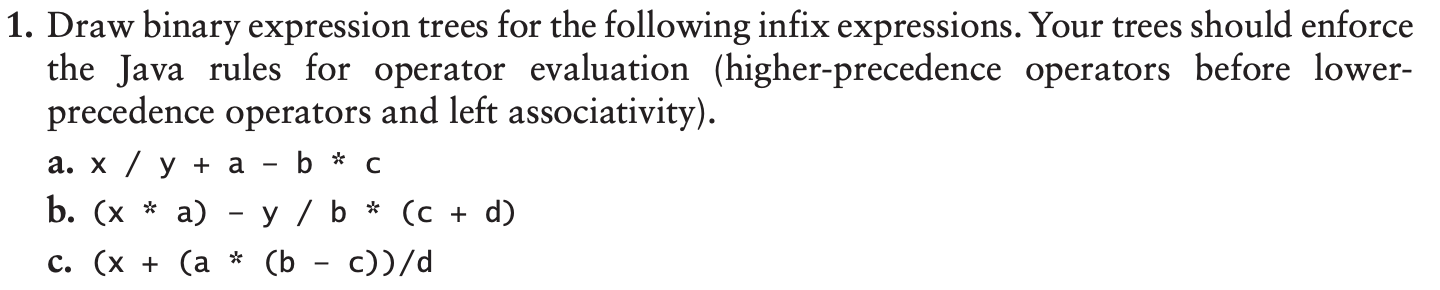 1. Draw binary expression trees for the following infix expressions. Your trees should enforce
the Java rules for operator evaluation (higher-precedence operators before lower-
precedence operators and left associativity).
a. x / y + a – b * c
b. (x * a) – y / b * (c + d)
c. (x + (a * (b – c))/d